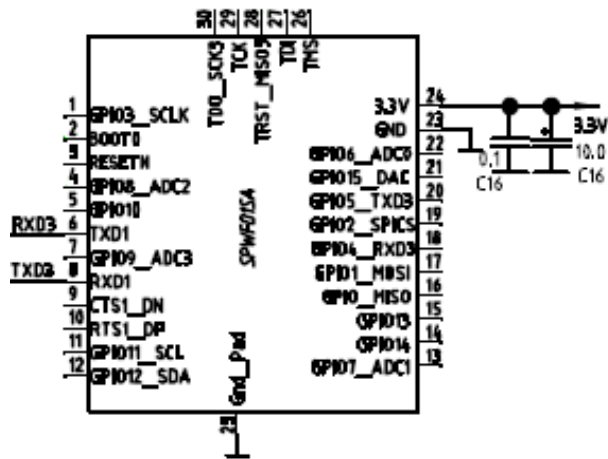 30 29 28 27 26
TDO_SCK3
TCK
TRST_MISO3
TDI
TMS
1 GPIO3_SCLK
2 BOOT0
3 RESETN
4 GPIO8_ADC2
5 GPIO10
RXD3 6 TXD1
7 GPIO9_ADC3
TXD3 8 RXD1
9 CTS1_DN
10 RTS1_DP
11 GPIO11_SCL
12 GPIO12_SDA
SPWF01SA
3.3V 24
GND 23
GPIO6_ADC0 22
GPIO15_DAC 21
GPIO5_TXD3 20
GPIO2_SPICS 19
GPIO4_RXD3 18
GPIO1_MOSI 17
GPIO0_MISO 16
GPIO13 15
GPIO14 14
GPIO7_ADC1 13
3.3V
0,1
C16
10.0
C16
Gnd_Pad
25